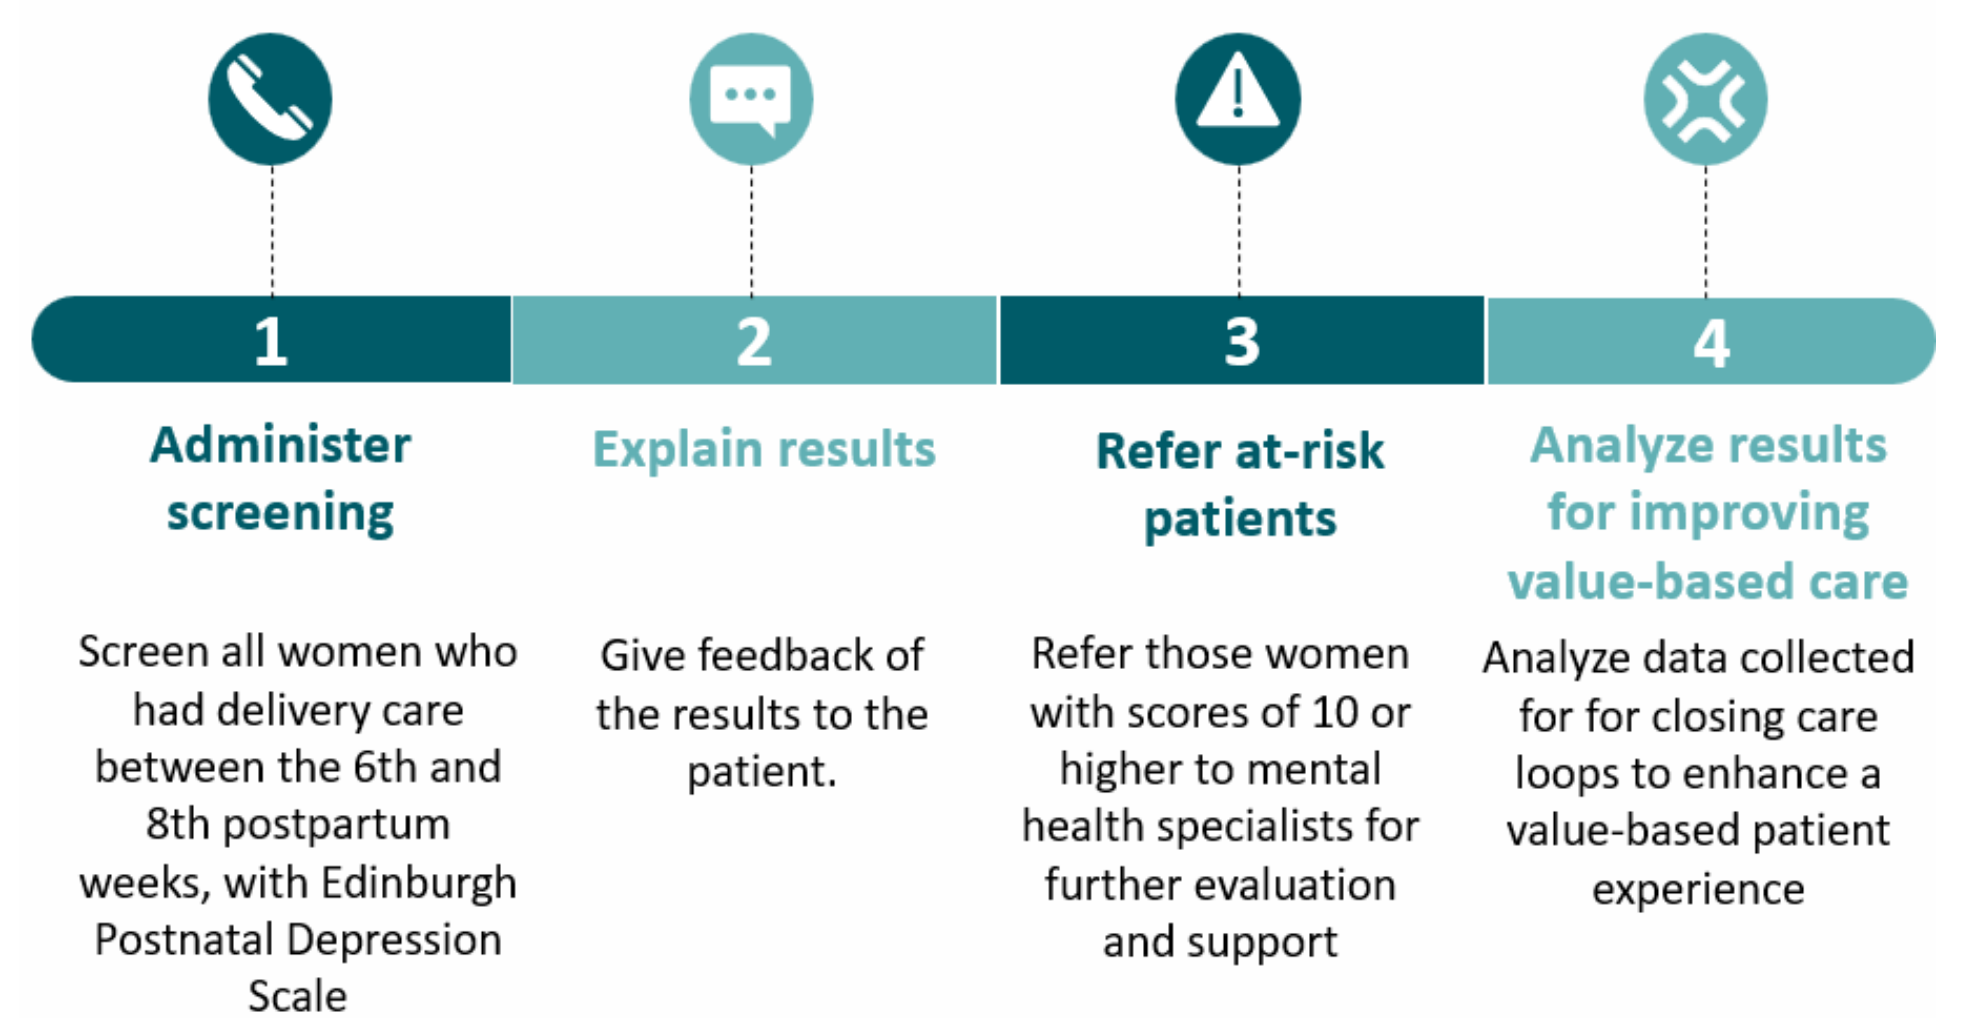 1
Administer
screening
Screen all women who
had delivery care
between the 6th and
8th postpartum
weeks, with Edinburgh
Postnatal Depression
Scale
2
Explain results
Give feedback of
the results to the
patient.
3
Refer at-risk
patients
Refer those women
with scores of 10 or
higher to mental
health specialists for
further evaluation
and support
4
Analyze results
for improving
value-based care
Analyze data collected
for for closing care
loops to enhance a
value-based patient
experience